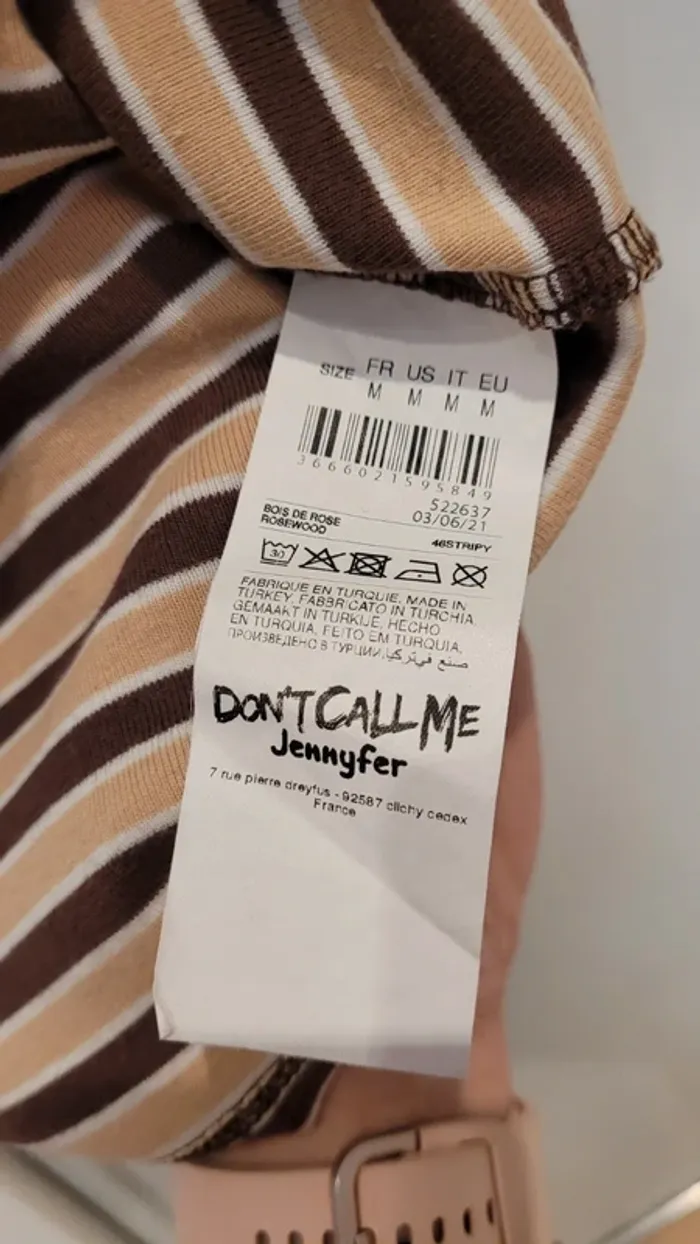 SIZE FR US IT EU
M M M M
3666021595849
522637
03/06/21
BOIS DE ROSE
ROSEWOOD
46STRIPY
30
FABRIQUE EN TURQUIE. MADE IN
TURKEY. FABBRICATO IN TURCHIA.
GEMAAKT IN TURKIJE. HECHO
EN TURQUIA. FEITO EM TURQUIA.
ПРОИЗВЕДЕНО В ТУРЦИИ. صنع في تركيا
DON'T CALL ME
Jennyfer
7 rue pierre dreyfus - 92587 clichy cedex
France